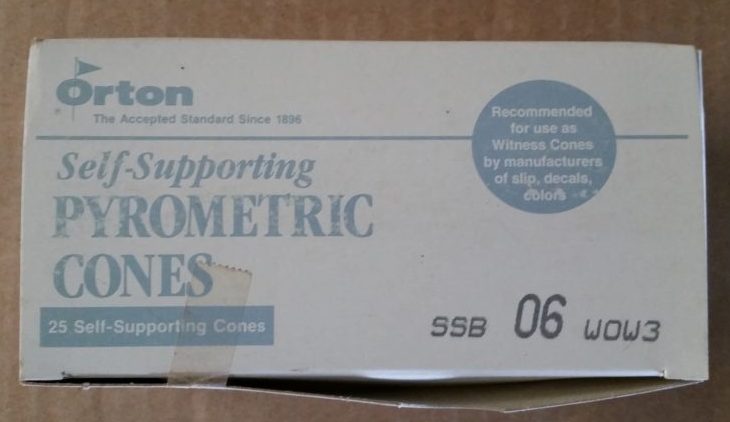 Orton
The Accepted Standard Since 1896
Recommended
for use as
Witness Cones
by manufacturers
of slip, decals,
colors
Self-Supporting
PYROMETRIC
CONES
25 Self-Supporting Cones
SSB 06 WOW3